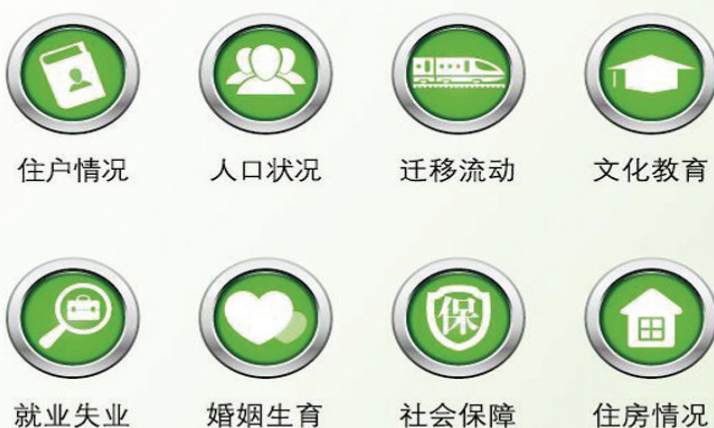 住户情况 人口状况 迁移流动 文化教育
保
就业失业 婚姻生育 社会保障 住房情况